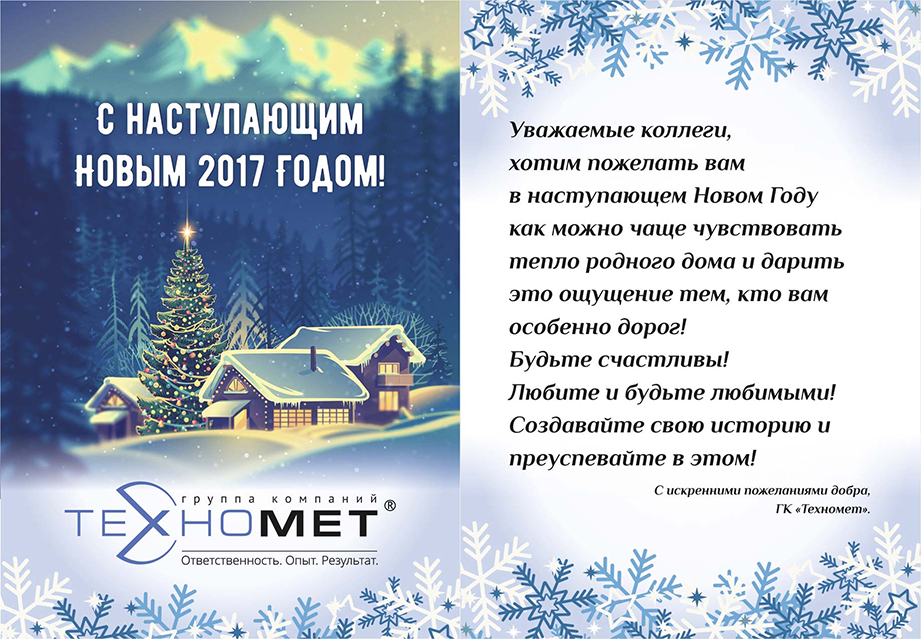 С НАСТУПАЮЩИМ
НОВЫМ 2017 ГОДОМ!
группа компаний
ТЕХНОМЕТ®
Ответственность. Опыт. Результат.
Уважаемые коллеги,
хотим пожелать вам
в наступающем Новом Году
как можно чаще чувствовать
тепло родного дома и дарить
это ощущение тем, кто вам
особенно дорог!
Будьте счастливы!
Любите и будьте любимыми!
Создавайте свою историю и
преуспевайте в этом!
С искренними пожеланиями добра,
ГК «Техномет».